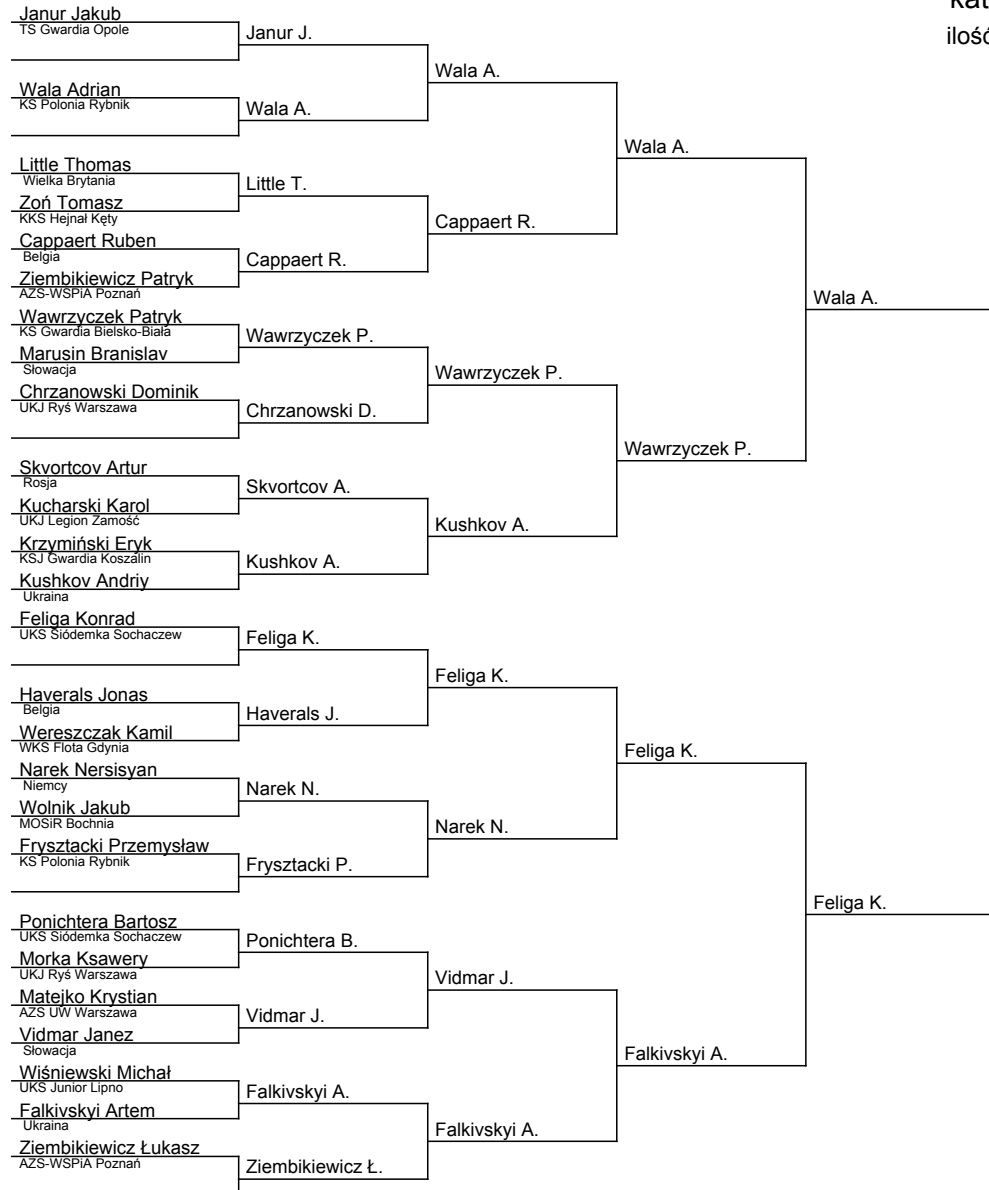 kat
ilość
Janur Jakub
TS Gwardia Opole
Wala Adrian
KS Polonia Rybnik
Little Thomas
Wielka Brytania
Zoń Tomasz
KKS Hejnał Kęty
Cappaert Ruben
Belgia
Ziembikiewicz Patryk
AZS-WSPiA Poznań
Wawrzyczek Patryk
KS Gwardia Bielsko-Biała
Marusin Branislav
Słowacja
Chrzanowski Dominik
UKJ Ryś Warszawa
Skvortcov Artur
Rosja
Kucharski Karol
UKJ Legion Zamość
Krzymiński Eryk
KSJ Gwardia Koszalin
Kushkov Andriy
Ukraina
Feliga Konrad
UKS Siódemka Sochaczew
Haverals Jonas
Belgia
Wereszczak Kamil
WKS Flota Gdynia
Narek Nersisyan
Niemcy
Wolnik Jakub
MOSiR Bochnia
Frysztacki Przemysław
KS Polonia Rybnik
Ponichtera Bartosz
UKS Siódemka Sochaczew
Morka Ksawery
UKJ Ryś Warszawa
Matejko Krystian
AZS UW Warszawa
Vidmar Janez
Słowacja
Wiśniewski Michał
UKS Junior Lipno
Falkivskyi Artem
Ukraina
Ziembikiewicz Łukasz
AZS-WSPiA Poznań
Janur J.
Wala A.
Little T.
Cappaert R.
Wawrzyczek P.
Chrzanowski D.
Skvortcov A.
Kushkov A.
Feliga K.
Haverals J.
Narek N.
Frysztacki P.
Ponichtera B.
Vidmar J.
Falkivskyi A.
Ziembikiewicz Ł.
Wala A.
Cappaert R.
Wawrzyczek P.
Kushkov A.
Feliga K.
Narek N.
Vidmar J.
Falkivskyi A.
Wala A.
Wawrzyczek P.
Feliga K.
Falkivskyi A.
Wala A.
Feliga K.